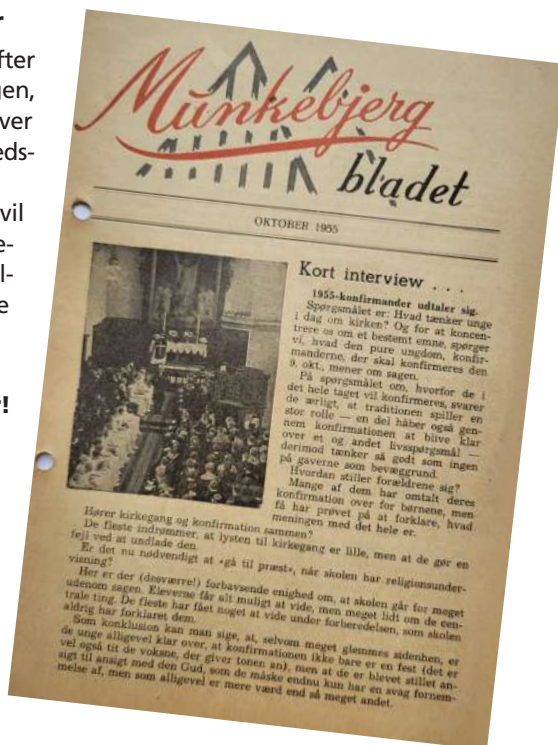 r
fter
gen,
ver
eds-
vil
e-
l-
e
!
Munkebjerg
bladet
OKTOBER 1955
Kort interview . . .
1955-konfirmander udtaler sig.
Spørgsmålet er: Hvad tænker unge
i dag om kirken? Og for at koncen-
trere os om et bestemt emne, spørger
vi, hvad den pure ungdom, konfir-
manderne, der skal konfirmeres den
9. okt., mener om sagen.
På spørgsmålet om, hvorfor de i
det hele taget vil konfirmeres, svarer
de ærligt, at traditionen spiller en
stor rolle — en del håber også gen-
nem konfirmationen at blive klar
over et og andet livsspørgsmål —
derimod tænker så godt som ingen
på gaverne som bevæggrund.
Hvordan stiller forældrene sig?
Mange af dem har omtalt deres
konfirmation over for børnene, men
få har prøvet på at forklare, hvad
meningen med det hele er.
Hører kirkegang og konfirmation sammen?
De fleste indrømmer, at lysten til kirkegang er lille, men at de gør en
fejl ved at undlade den.
Er det nu nødvendigt at »gå til præst«, når skolen har religionsunder-
visning?
Her er der (desværre!) forbavsende enighed om, at skolen går for meget
udenom sagen. Eleverne får alt muligt at vide, men meget lidt om de cen-
trale ting. De fleste har fået noget at vide under forberedelsen, som skolen
aldrig har forklaret dem.
Som konklusion kan man sige, at, selvom meget glemmes sidenhen, er
de unge alligevel klar over, at konfirmationen ikke bare er en fest (det er
vel også tit de voksne, der giver tonen an), men at de er blevet stillet an-
sigt til ansigt med den Gud, som de måske endnu kun har en svag fornem-
melse af, men som alligevel er mere værd end så meget andet.